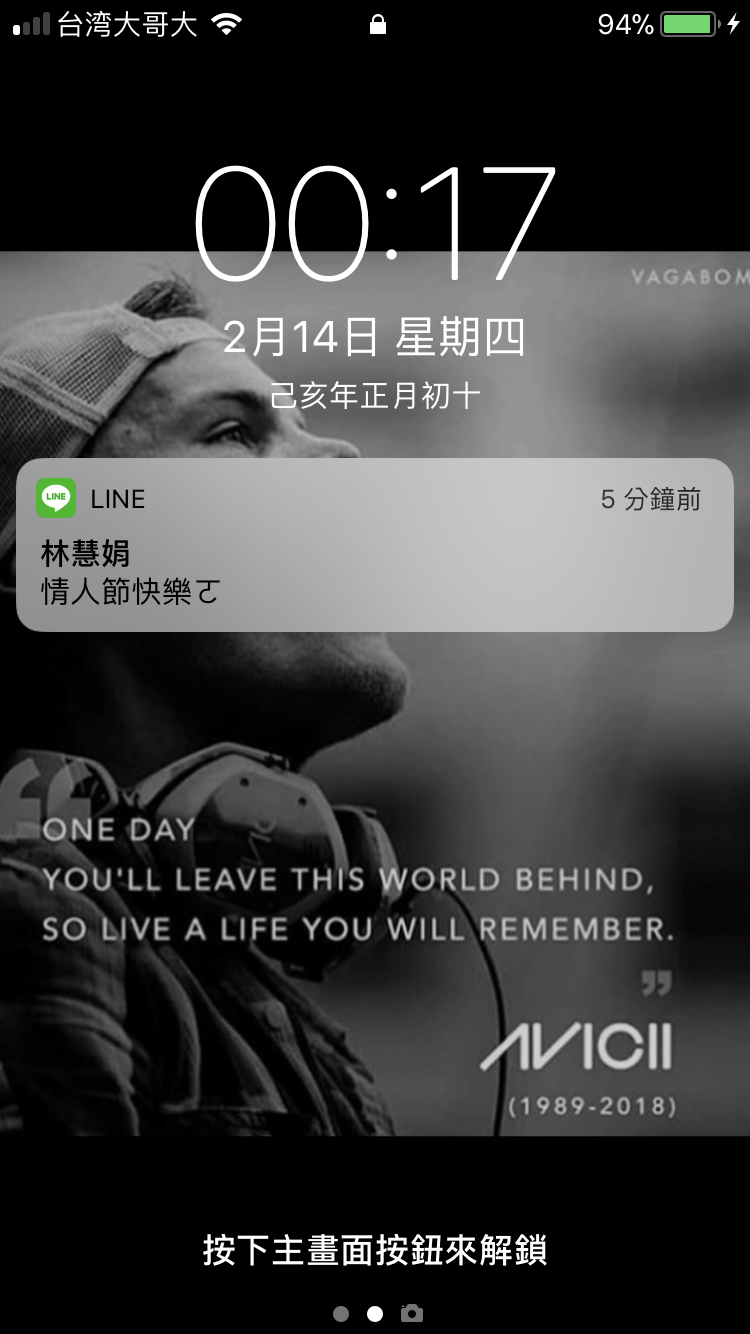 台湾大哥大
94%
00:17
VAGABOM
2月14日 星期四
己亥年正月初十
LINE
LINE
5 分鐘前
林慧娟
情人節快樂ㄛ
“
ONE DAY
YOU'LL LEAVE THIS WORLD BEHIND,
SO LIVE A LIFE YOU WILL REMEMBER.
”
AVICII
(1989-2018)
按下主畫面按鈕來解鎖